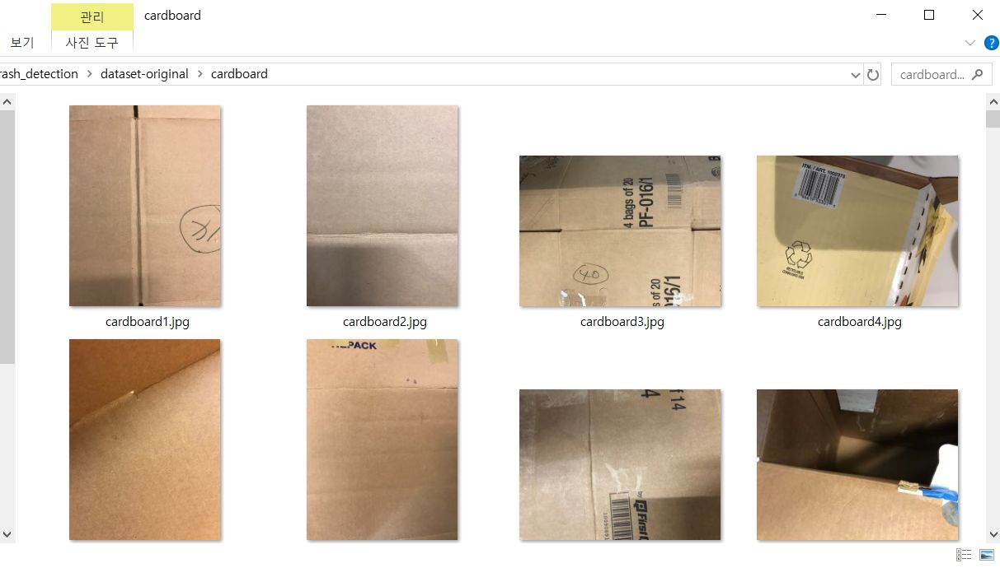 관리
cardboard
보기
사진 도구
rash_detection
dataset-original
cardboard
cardboard...
4 bags of 20
PF-016/1
40
of 20
016/1
ITM. / ART. 1002378
cardboard1.jpg
cardboard2.jpg
cardboard3.jpg
cardboard4.jpg
PACK
4
f 14
by